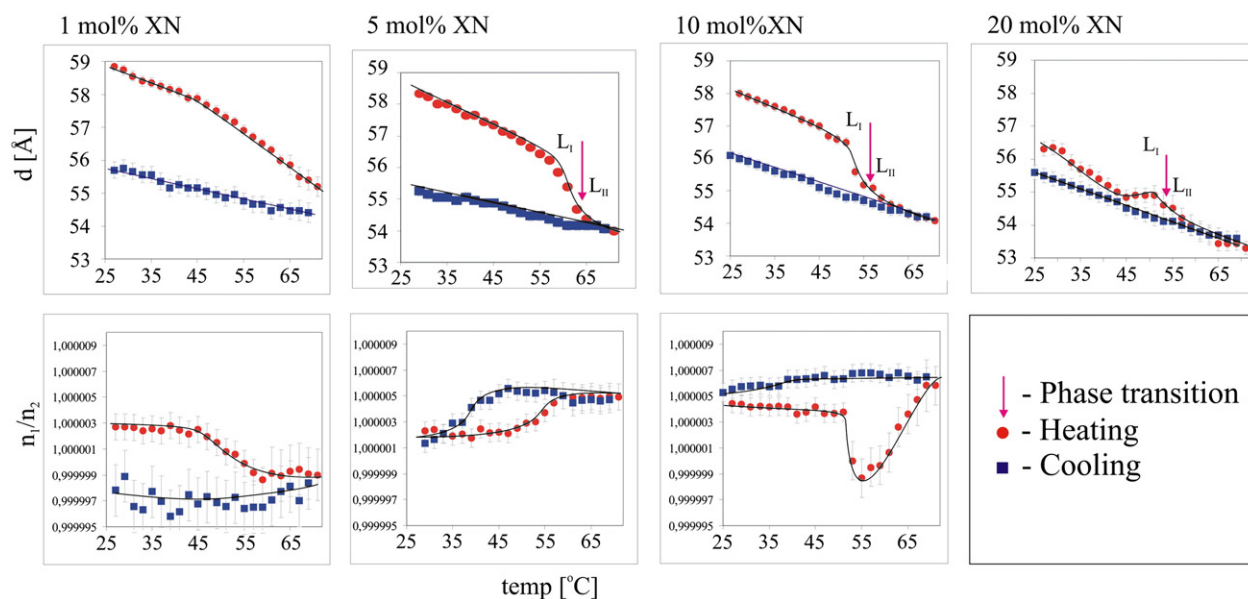 1 mol% XN
5 mol% XN
10 mol%XN
20 mol% XN
d [Å]
59
58
57
56
55
54
53
25 35 45 55 65
59
58
57
56
55
54
53
25 35 45 55 65
L_I
L_II
59
58
57
56
55
54
53
25 35 45 55 65
L_I
L_II
59
58
57
56
55
54
53
25 35 45 55 65
L_I
L_II
n₁/n₂
1,000009
1,000007
1,000005
1,000003
1,000001
0,999999
0,999997
0,999995
25 35 45 55 65
1,000009
1,000007
1,000005
1,000003
1,000001
0,999999
0,999997
0,999995
25 35 45 55 65
1,000009
1,000007
1,000005
1,000003
1,000001
0,999999
0,999997
0,999995
25 35 45 55 65
- Phase transition
- Heating
- Cooling
temp [°C]